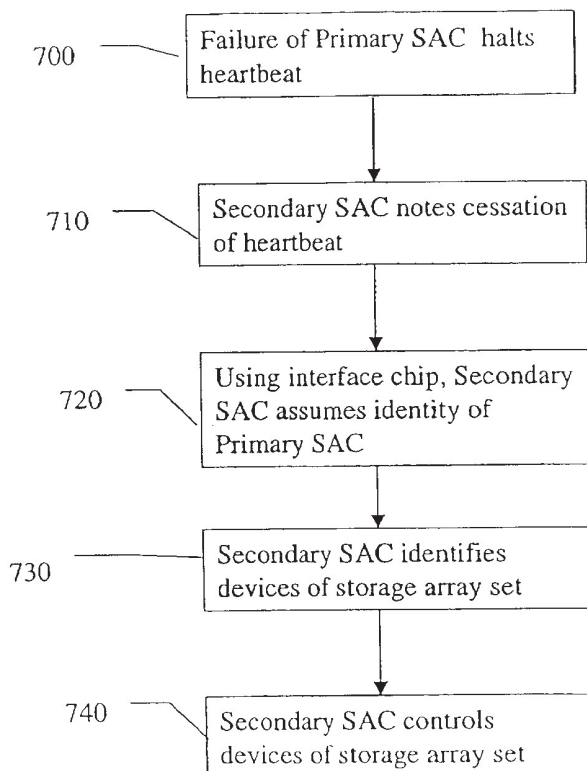 700
Failure of Primary SAC halts
heartbeat
710
Secondary SAC notes cessation
of heartbeat
720
Using interface chip, Secondary
SAC assumes identity of
Primary SAC
730
Secondary SAC identifies
devices of storage array set
740
Secondary SAC controls
devices of storage array set